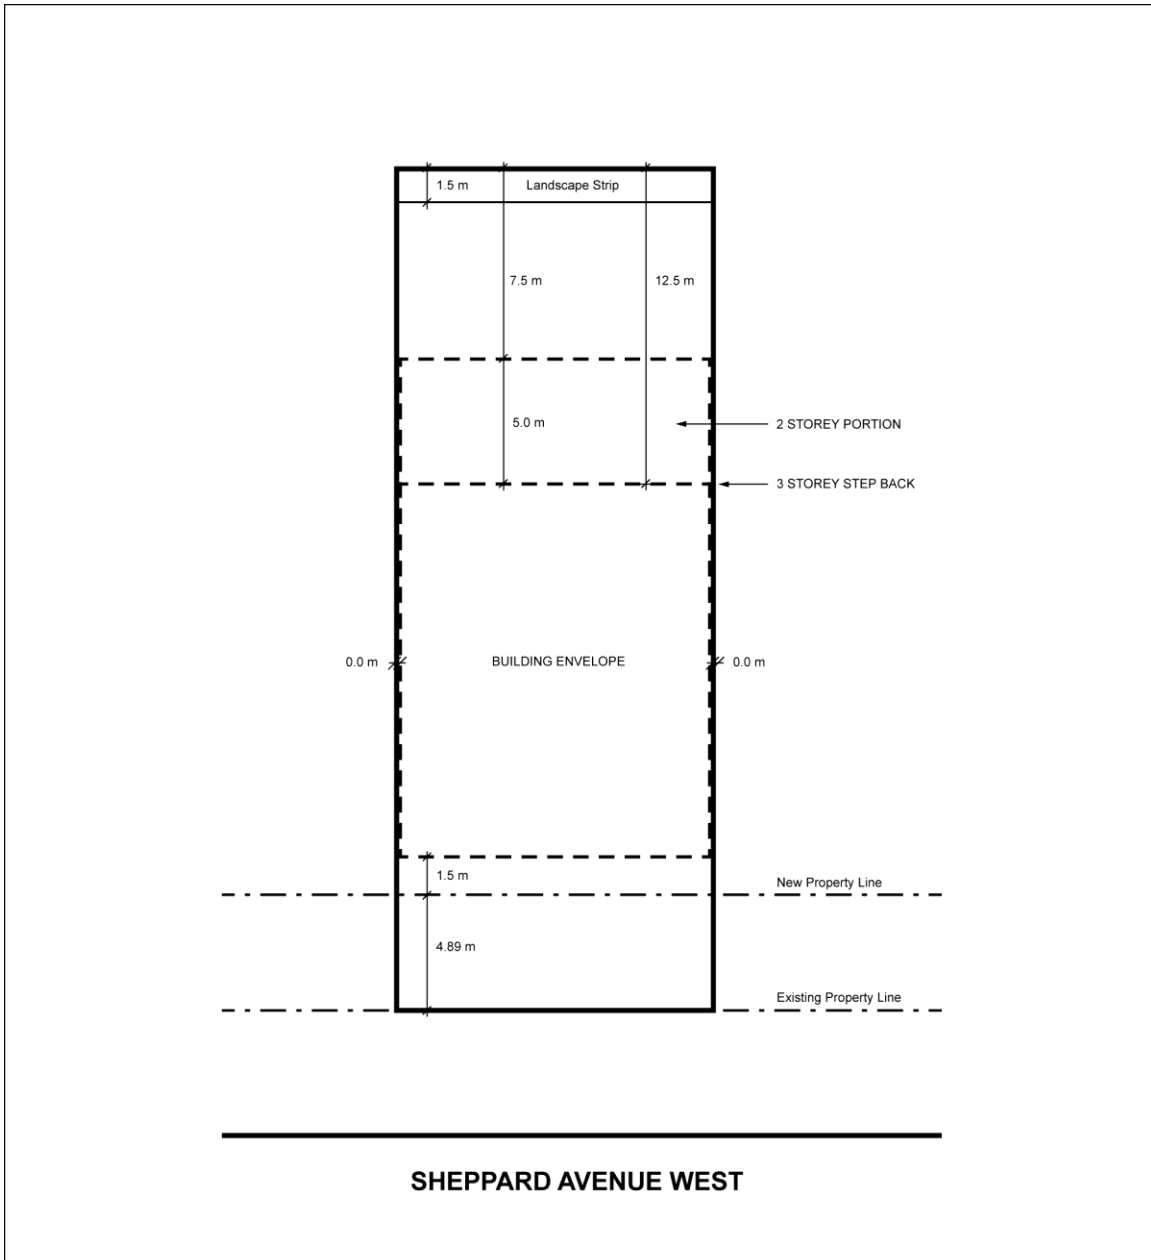 1.5 m
Landscape Strip
7.5 m
12.5 m
5.0 m
2 STOREY PORTION
3 STOREY STEP BACK
0.0 m
BUILDING ENVELOPE
0.0 m
1.5 m
New Property Line
4.89 m
Existing Property Line
SHEPPARD AVENUE WEST